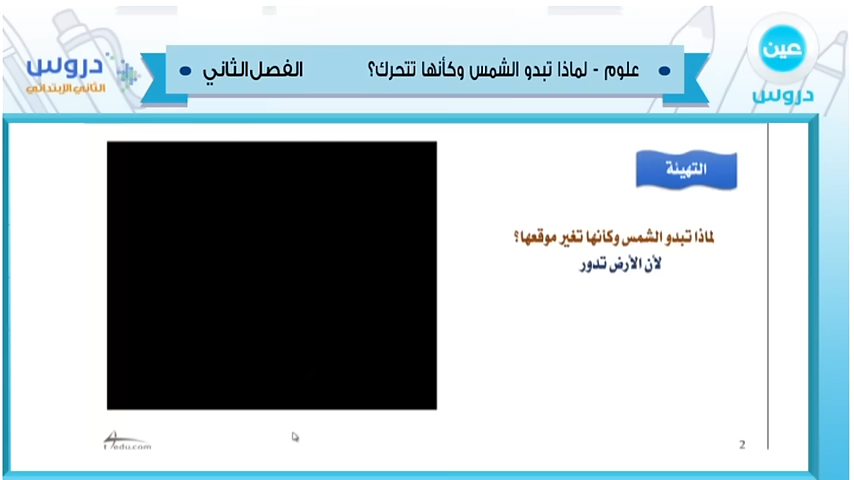 علوم - لماذا تبدو الشمس وكأنها تتحرك؟ الفصل الثاني
عين
دروس
دروس
الثاني الابتدائي
التهيئة
لماذا تبدو الشمس وكأنها تغير موقعها؟
لأن الأرض تدور
t4edu.com
2